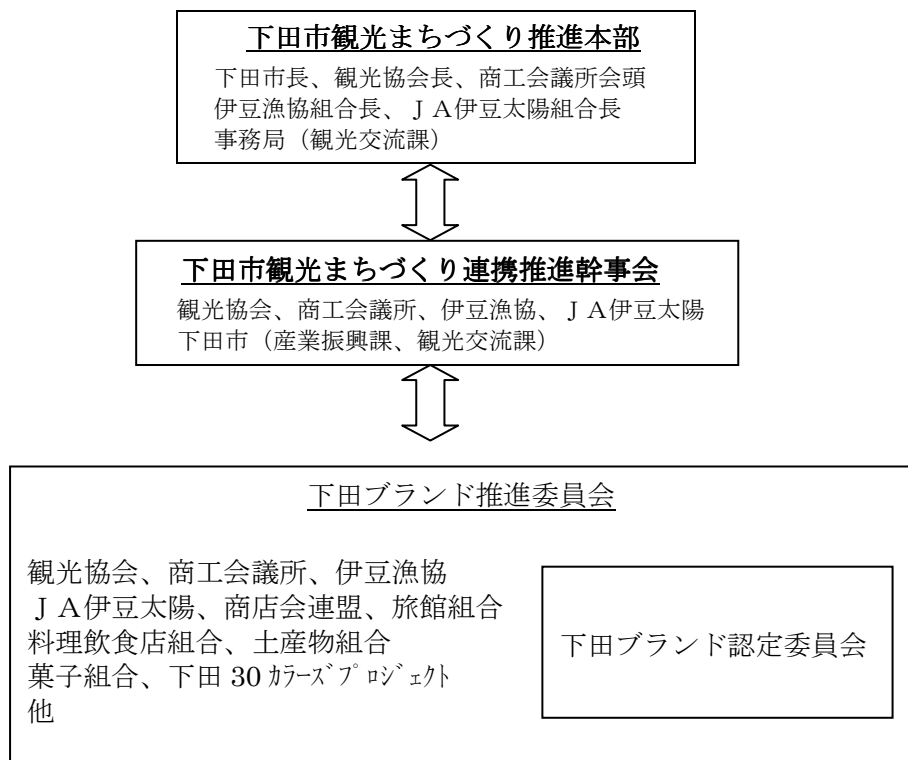 下田市観光まちづくり推進本部
下田市長、観光協会長、商工会議所会頭
伊豆漁協組合長、ＪＡ伊豆太陽組合長
事務局（観光交流課）
下田市観光まちづくり連携推進幹事会
観光協会、商工会議所、伊豆漁協、ＪＡ伊豆太陽
下田市（産業振興課、観光交流課）
下田ブランド推進委員会
観光協会、商工会議所、伊豆漁協
ＪＡ伊豆太陽、商店会連盟、旅館組合
料理飲食店組合、土産物組合
菓子組合、下田 30 ｶﾗｰｽﾞﾌﾟﾛｼﾞｪｸﾄ
他
下田ブランド認定委員会